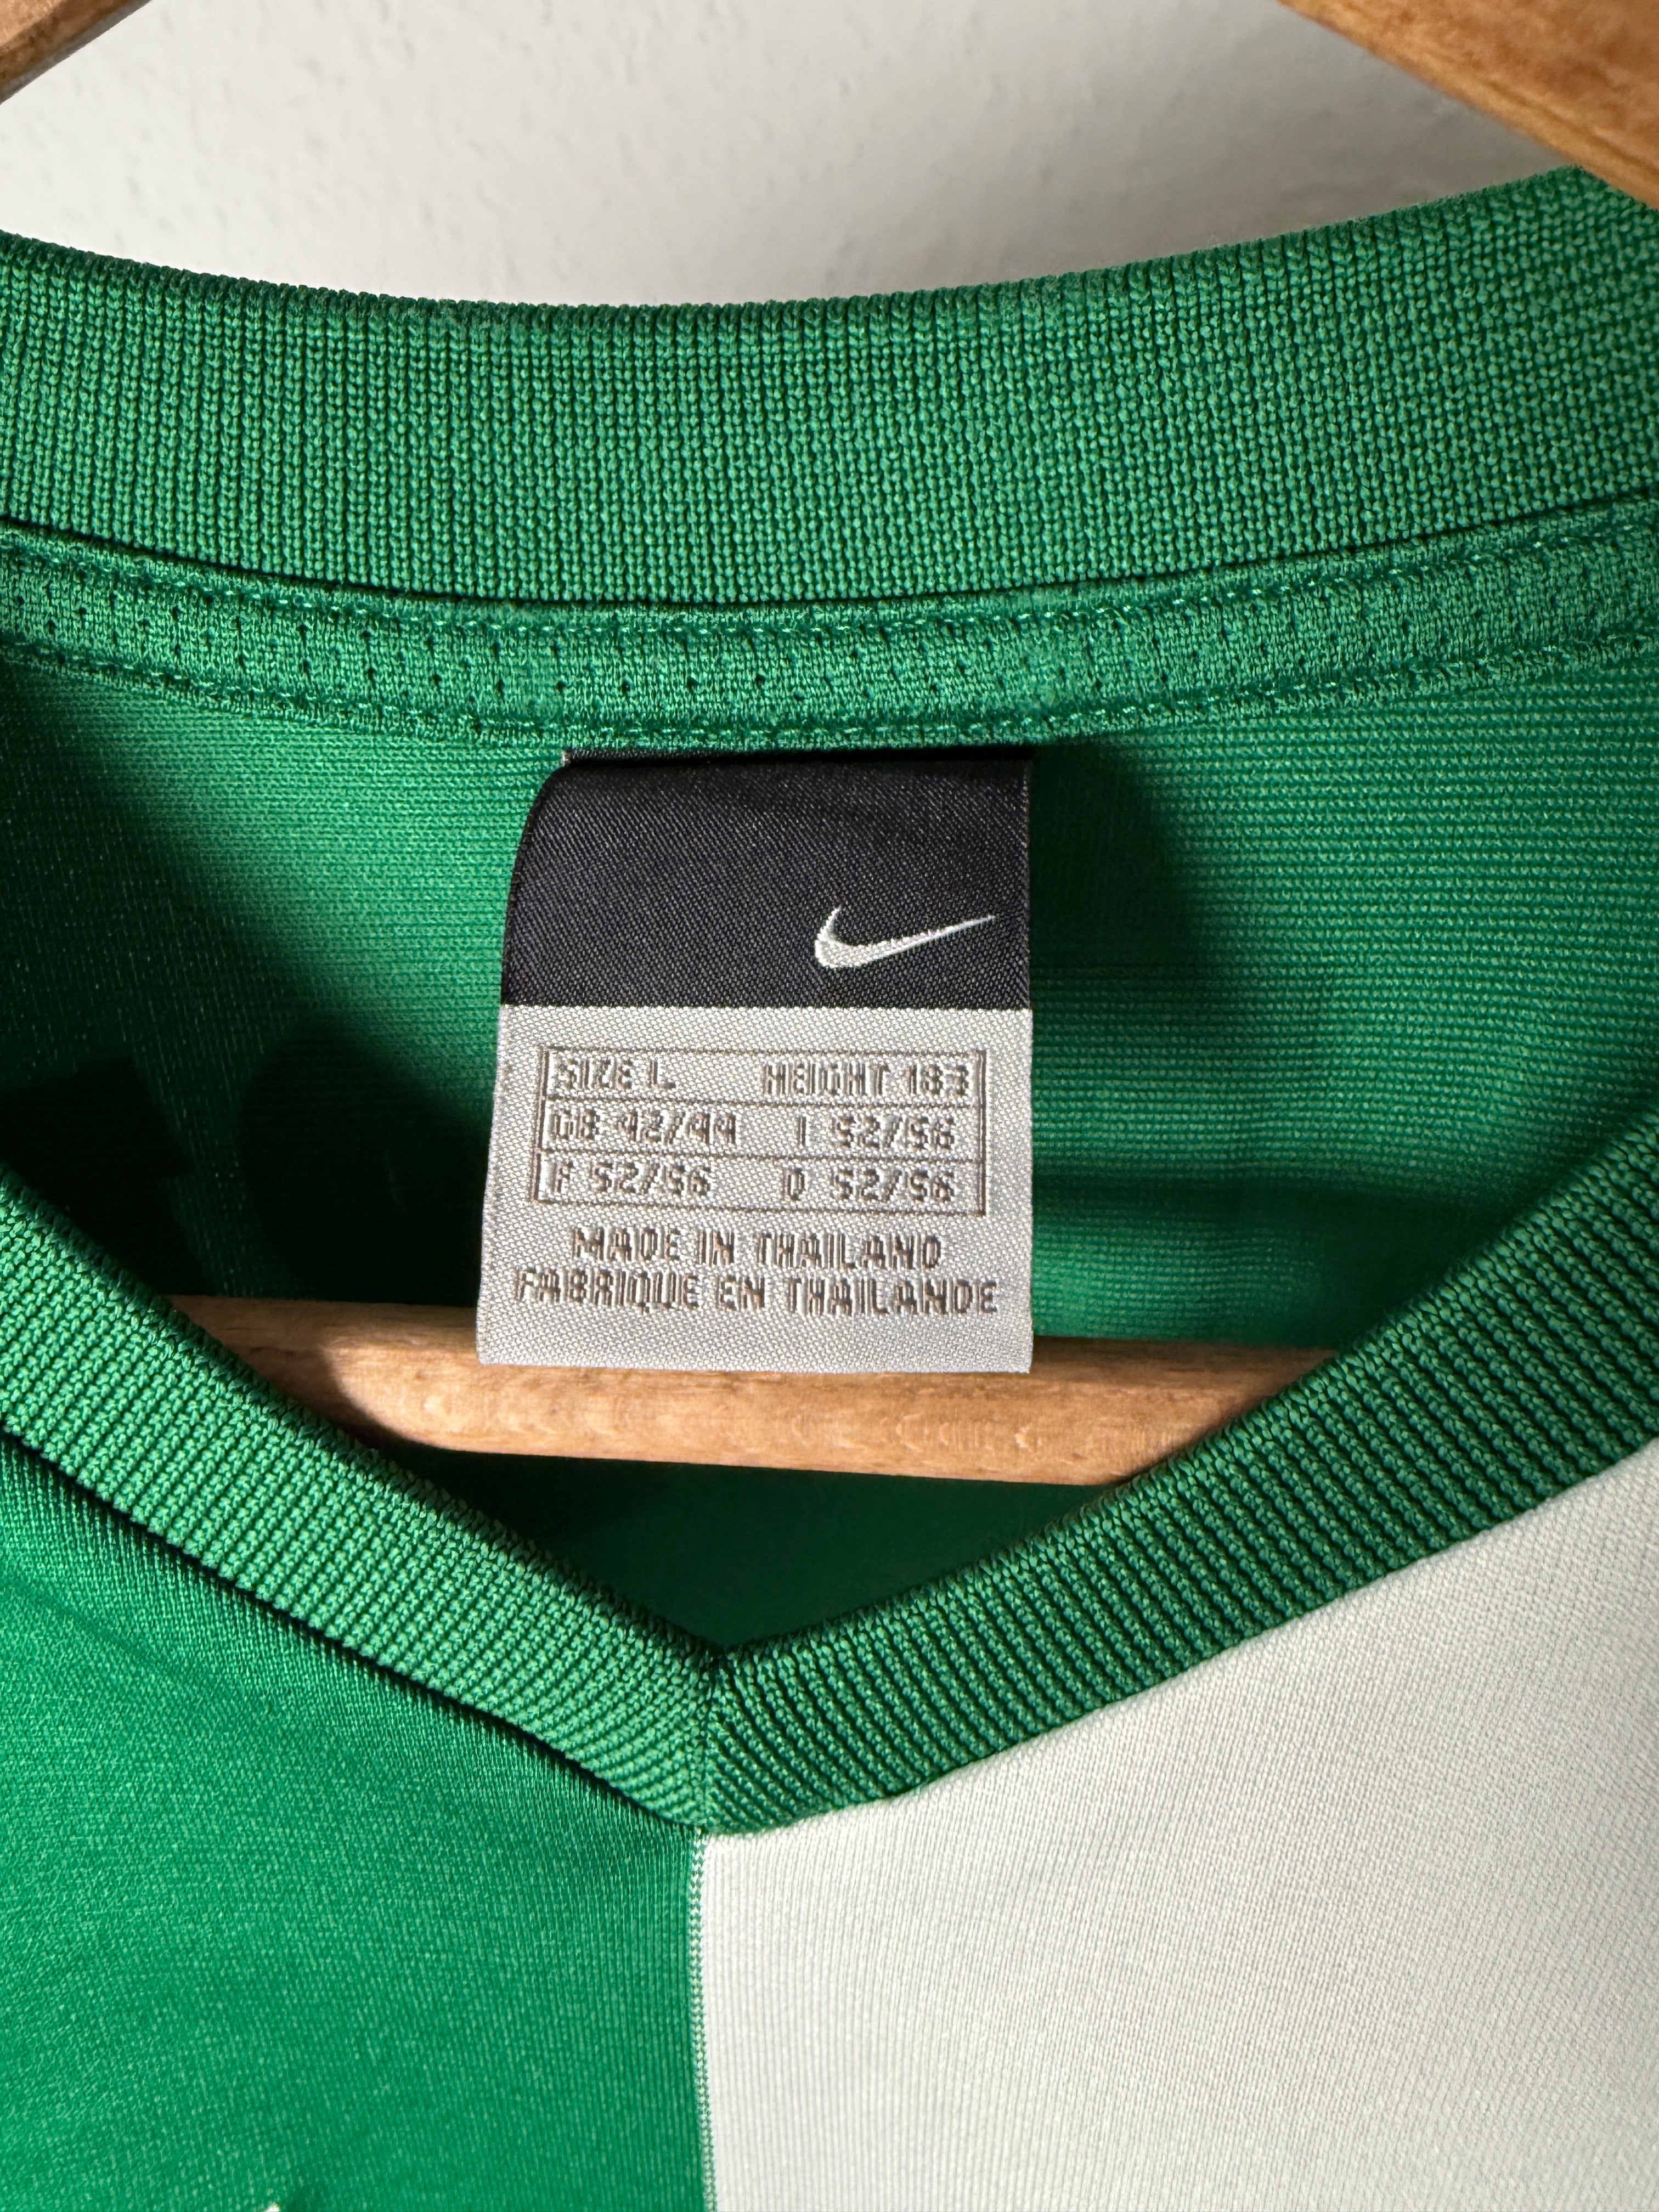 SIZE L HEIGHT 183
GB 42/44 I 52/56
F 52/56 D 52/56
MADE IN THAILAND
FABRIQUE EN THAILANDE